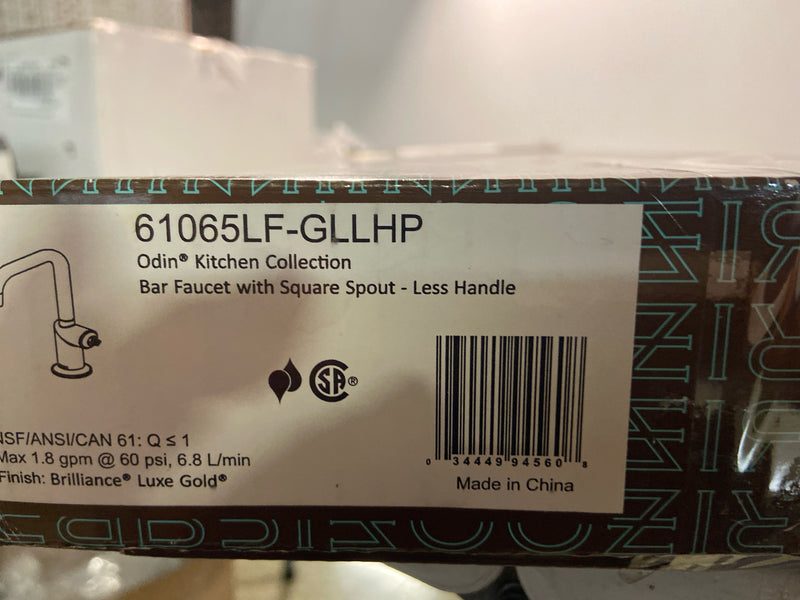 61065LF-GLLHP
Odin® Kitchen Collection
Bar Faucet with Square Spout - Less Handle
SA®
NSF/ANSI/CAN 61: Q ≤ 1
Max 1.8 gpm @ 60 psi, 6.8 L/min
Finish: Brilliance® Luxe Gold®
0 34449 94560 8
Made in China